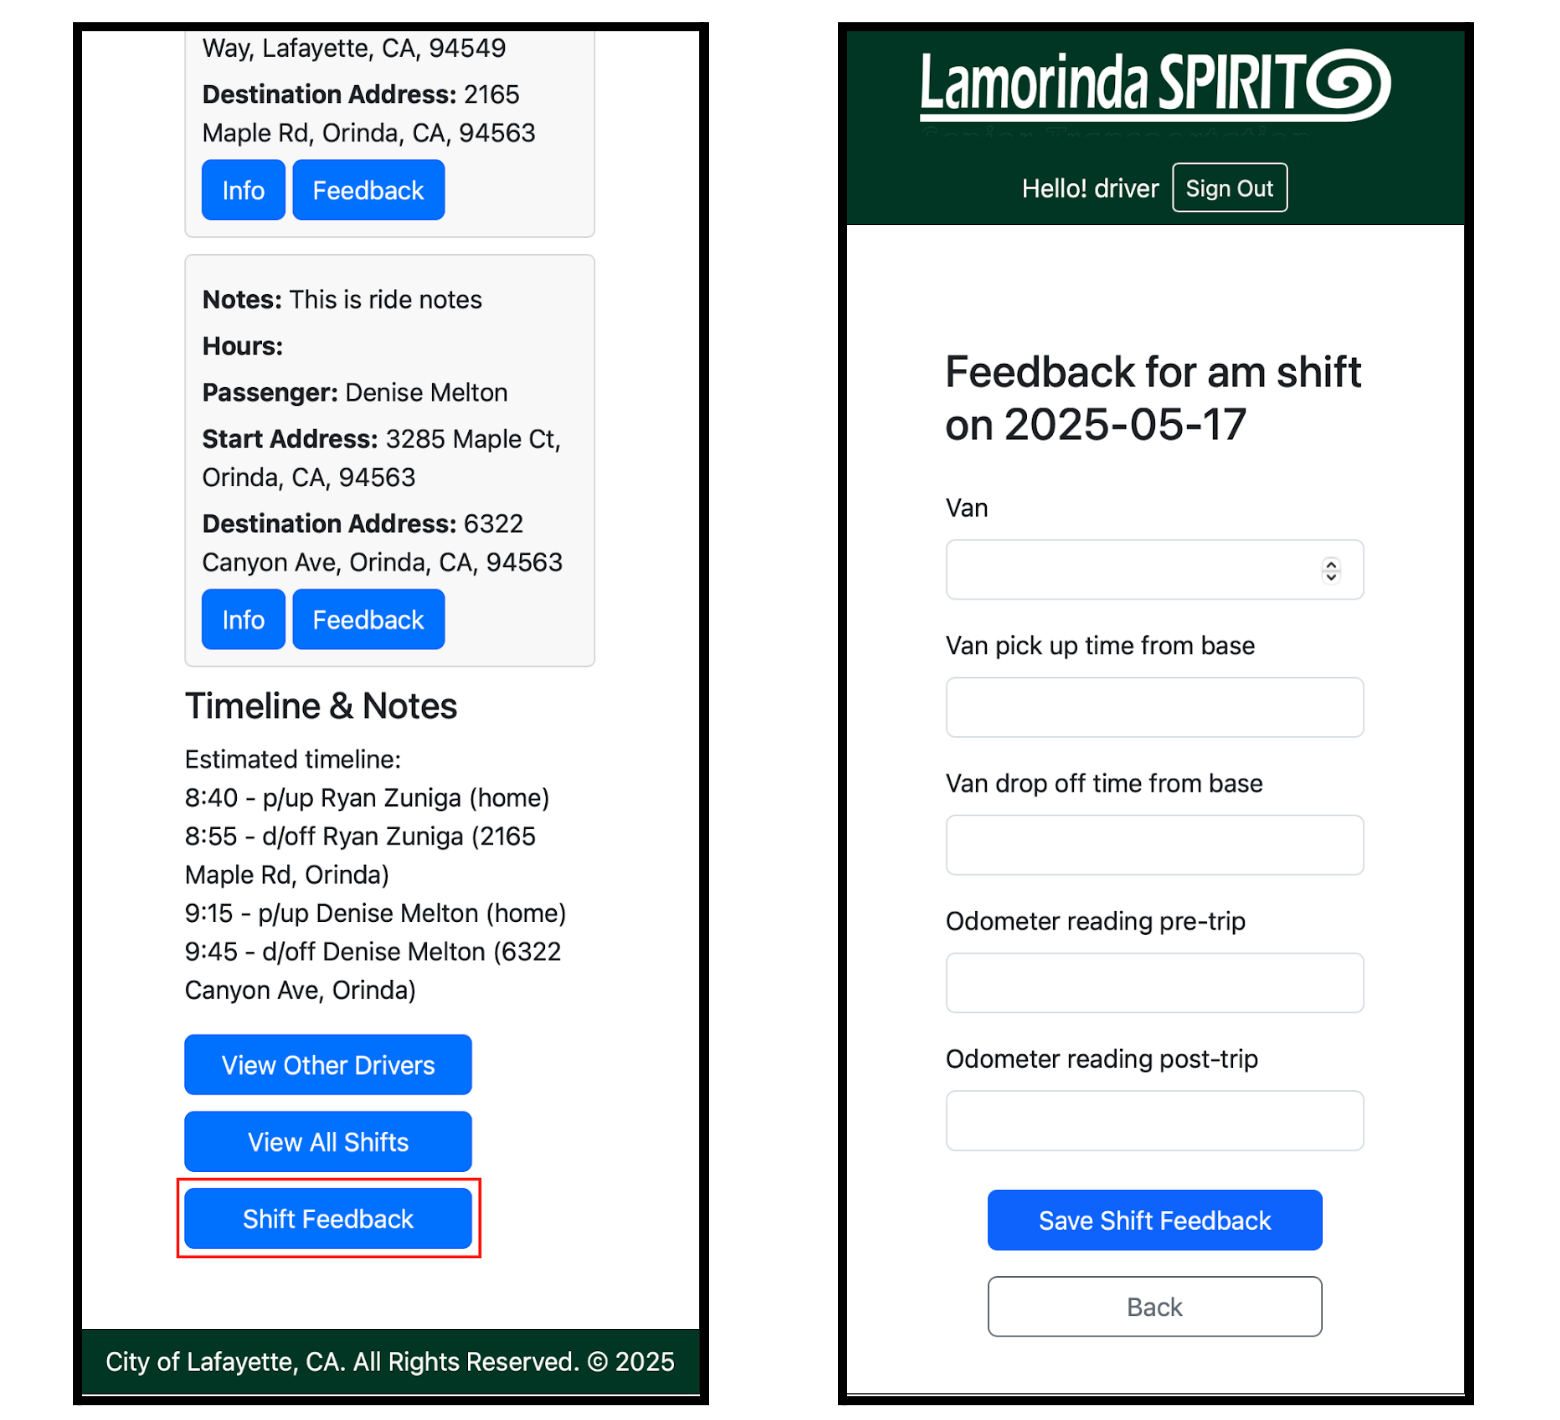 Way, Lafayette, CA, 94549
Destination Address: 2165
Maple Rd, Orinda, CA, 94563
Info Feedback
Notes: This is ride notes
Hours:
Passenger: Denise Melton
Start Address: 3285 Maple Ct,
Orinda, CA, 94563
Destination Address: 6322
Canyon Ave, Orinda, CA, 94563
Info Feedback
Timeline & Notes
Estimated timeline:
8:40 - p/up Ryan Zuniga (home)
8:55 - d/off Ryan Zuniga (2165
Maple Rd, Orinda)
9:15 - p/up Denise Melton (home)
9:45 - d/off Denise Melton (6322
Canyon Ave, Orinda)
View Other Drivers
View All Shifts
Shift Feedback
City of Lafayette, CA. All Rights Reserved. © 2025
Lamorinda SPIRIT
Senior Transportation
Hello! driver Sign Out
Feedback for am shift
on 2025-05-17
Van
Van pick up time from base
Van drop off time from base
Odometer reading pre-trip
Odometer reading post-trip
Save Shift Feedback
Back